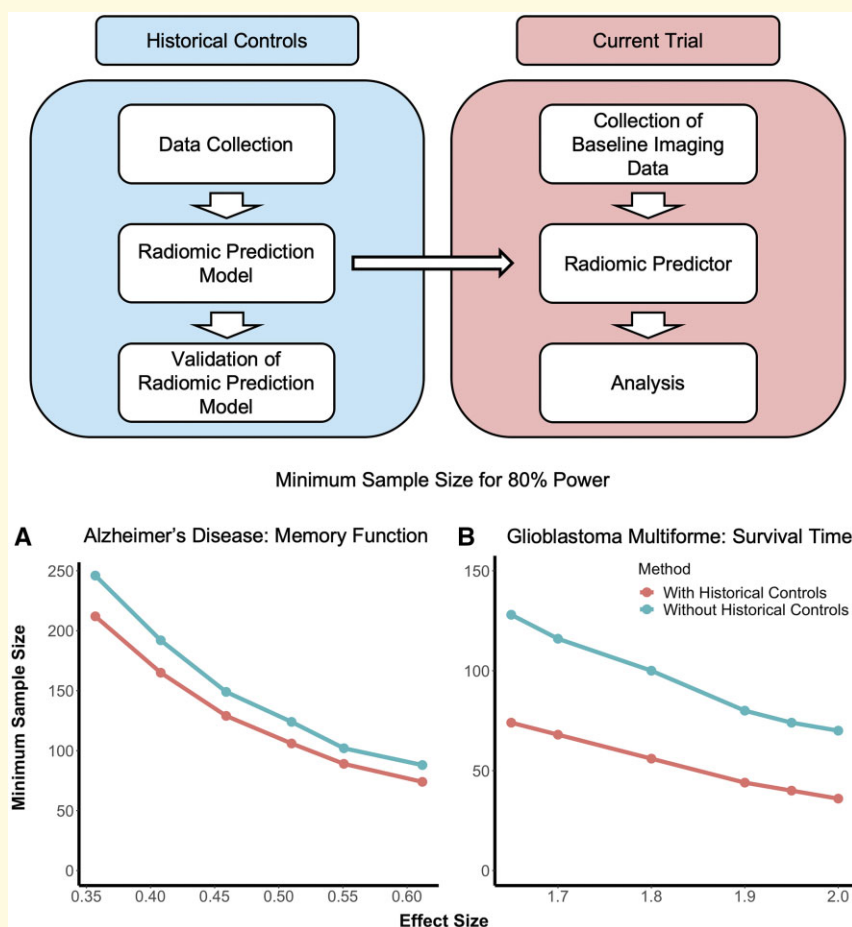 Historical Controls
Current Trial
Data Collection
Radiomic Prediction
Model
Validation of
Radiomic Prediction
Model
Collection of
Baseline Imaging
Data
Radiomic Predictor
Analysis
Minimum Sample Size for 80% Power
A Alzheimer's Disease: Memory Function
Minimum Sample Size
250
200
150
100
50
0
0.35 0.40 0.45 0.50 0.55 0.60
B Glioblastoma Multiforme: Survival Time
Method
With Historical Controls
Without Historical Controls
150
100
50
0
1.7 1.8 1.9 2.0
Effect Size